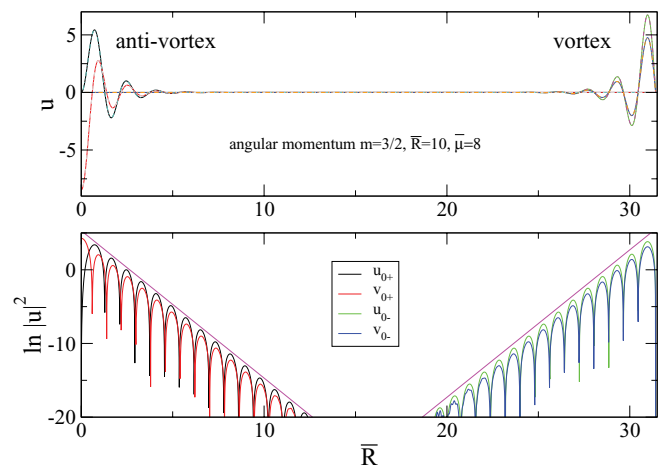 5
0
-5
u
anti-vortex
vortex
angular momentum m=3/2, R̅=10, μ̅=8
0
10
20
30
0
-10
-20
ln |u|²
u₀₊
v₀₊
u₀₋
v₀₋
0
10
20
30
R̅